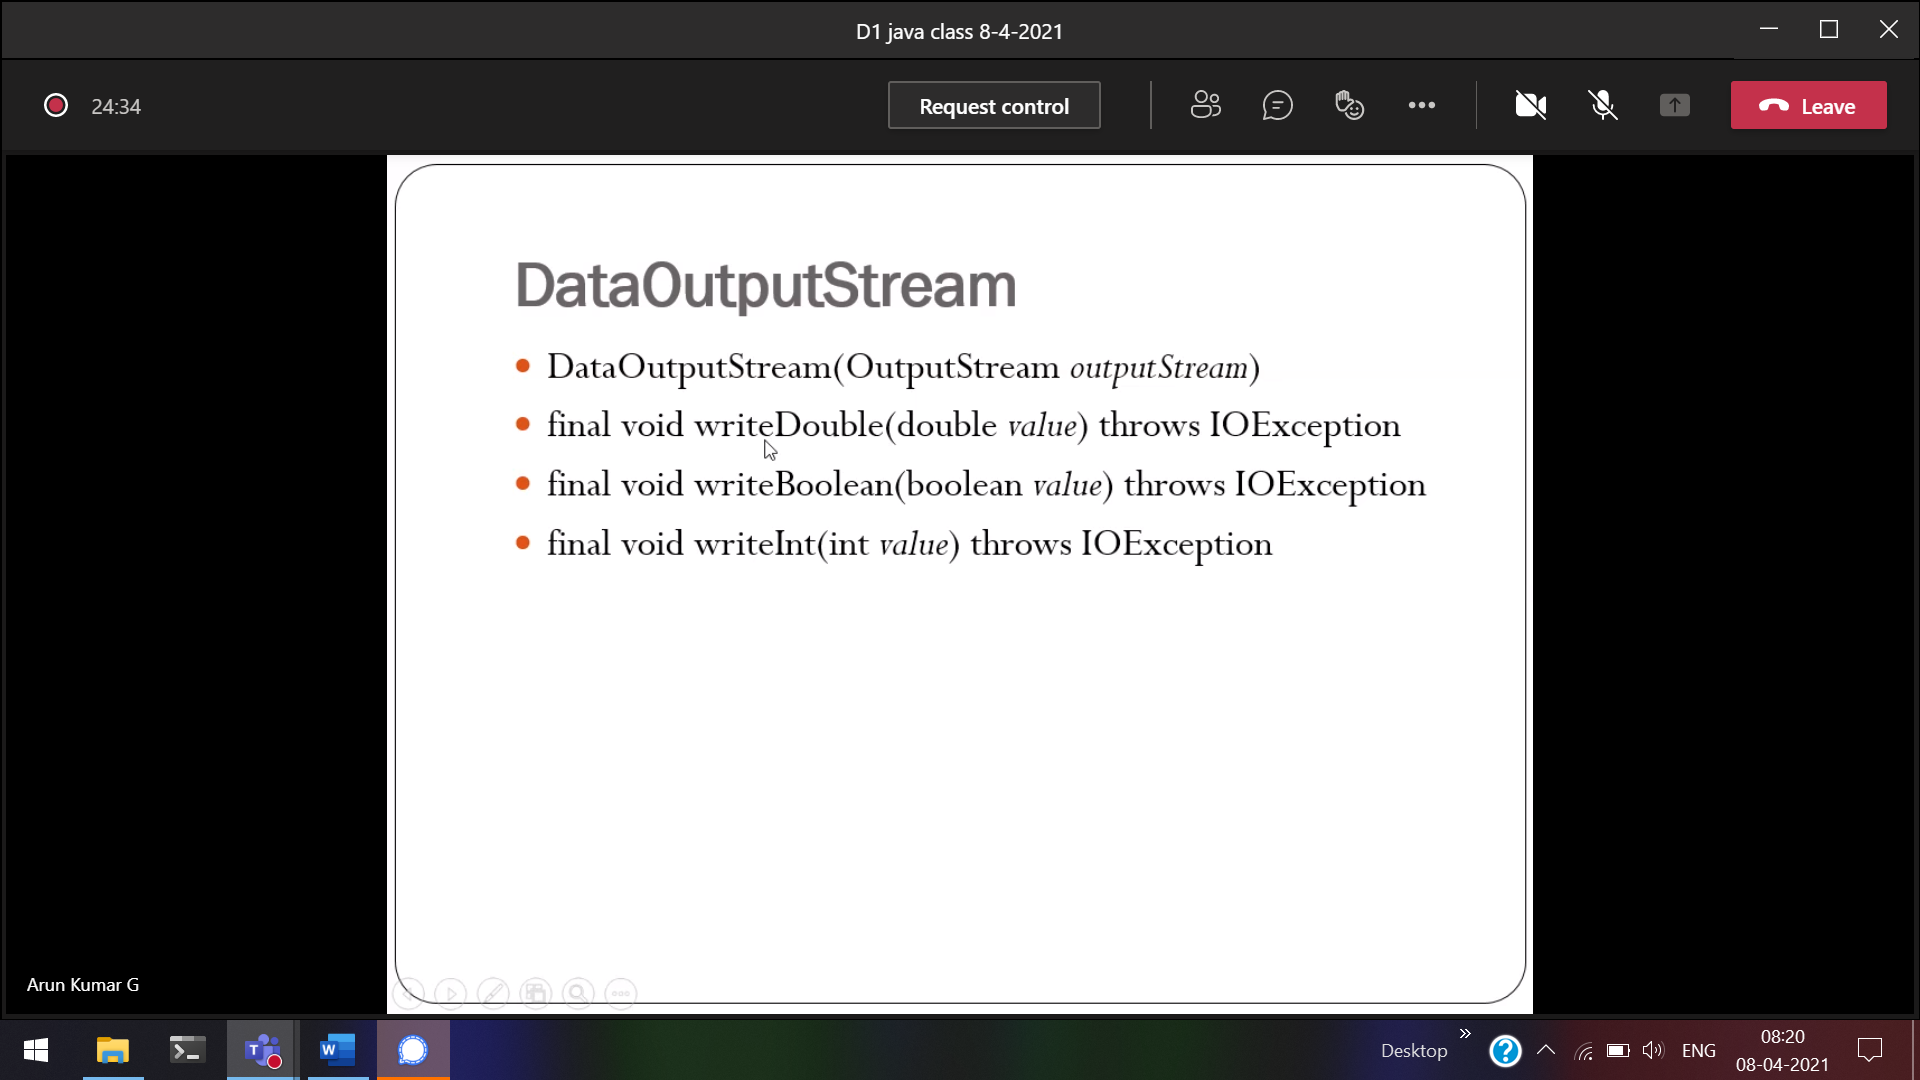 D1 java class 8-4-2021
24:34
Request control
Leave
DataOutputStream
DataOutputStream(OutputStream outputStream)
final void writeDouble(double value) throws IOException
final void writeBoolean(boolean value) throws IOException
final void writeInt(int value) throws IOException
Arun Kumar G
Desktop
ENG
08:20
08-04-2021